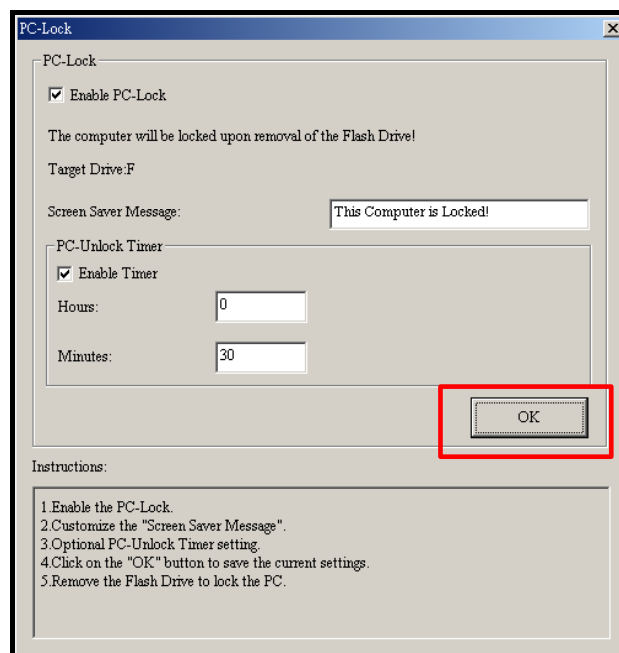 PC-Lock
PC-Lock
Enable PC-Lock
The computer will be locked upon removal of the Flash Drive!
Target Drive:F
Screen Saver Message: This Computer is Locked!
PC-Unlock Timer
Enable Timer
Hours: 0
Minutes: 30
OK
Instructions:
1.Enable the PC-Lock.
2.Customize the "Screen Saver Message".
3.Optional PC-Unlock Timer setting.
4.Click on the "OK" button to save the current settings.
5.Remove the Flash Drive to lock the PC.